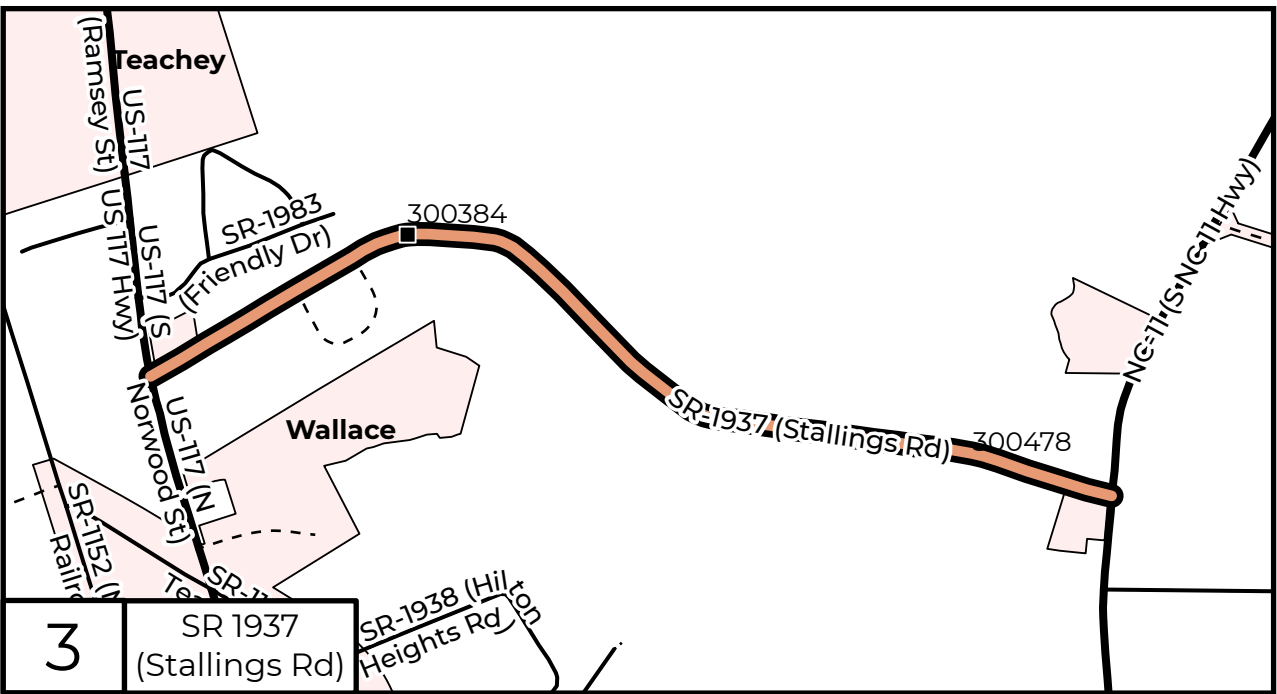 (Ramsey St)
Teachey
US-117
US 117 Hwy)
US-117 (S
SR-1983
(Friendly Dr)
300384
NC-11 (S NC-11 Hwy)
Norwood St)
US-117 (N
Wallace
SR-1937 (Stallings Rd)
300478
SR-1152 (
SR-1938 (Hilton
Heights Rd)
3
SR 1937
(Stallings Rd)